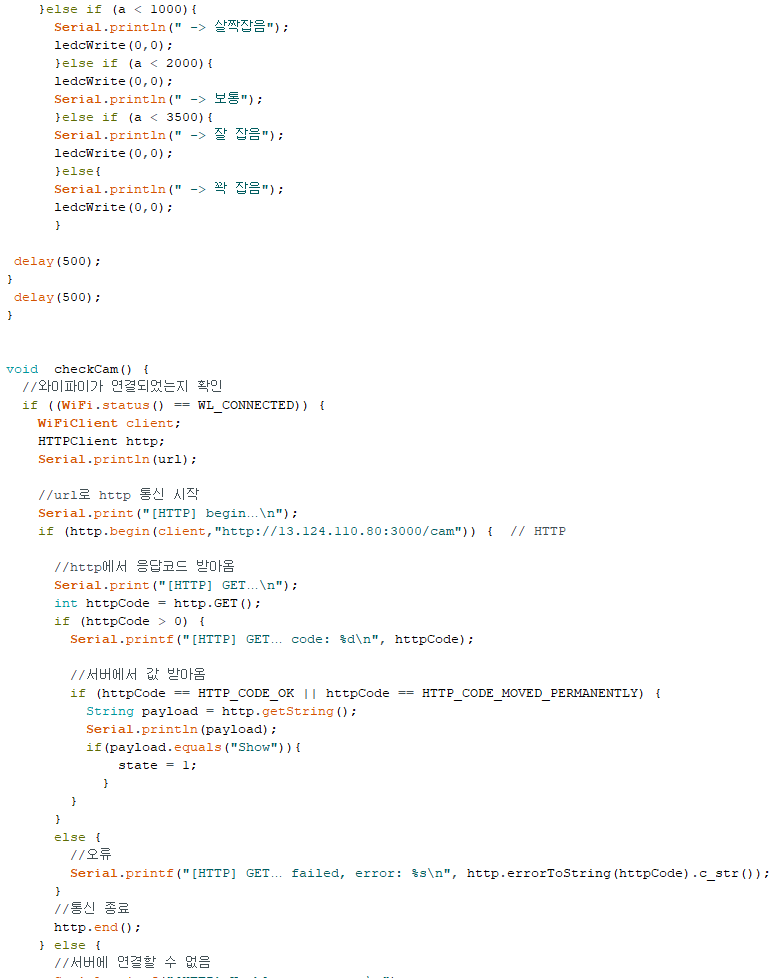 }else if (a < 1000){
Serial.println(" -> 살짝잡음");
ledcWrite(0,0);
}else if (a < 2000){
ledcWrite(0,0);
Serial.println(" -> 보통");
}else if (a < 3500){
Serial.println(" -> 잘 잡음");
ledcWrite(0,0);
}else{
Serial.println(" -> 꽉 잡음");
ledcWrite(0,0);
}
delay(500);
}
delay(500);
}
void checkCam() {
//와이파이가 연결되었는지 확인
if ((WiFi.status() == WL_CONNECTED)) {
WiFiClient client;
HTTPClient http;
Serial.println(url);
//url로 http 통신 시작
Serial.print("[HTTP] begin...\n");
if (http.begin(client,"http://13.124.110.80:3000/cam")) { // HTTP
//http에서 응답코드 받아옴
Serial.print("[HTTP] GET...\n");
int httpCode = http.GET();
if (httpCode > 0) {
Serial.printf("[HTTP] GET... code: %d\n", httpCode);
//서버에서 값 받아옴
if (httpCode == HTTP_CODE_OK || httpCode == HTTP_CODE_MOVED_PERMANENTLY) {
String payload = http.getString();
Serial.println(payload);
if(payload.equals("Show")){
state = 1;
}
}
}
else {
//오류
Serial.printf("[HTTP] GET... failed, error: %s\n", http.errorToString(httpCode).c_str());
}
//통신 종료
http.end();
} else {
//서버에 연결할 수 없음